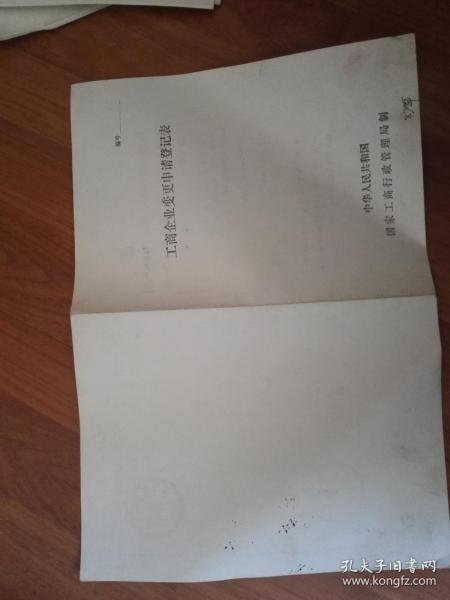 编号
工商企业变更申请登记表
中华人民共和国
国家工商行政管理局制
孔夫子旧书网
www.kongfz.com